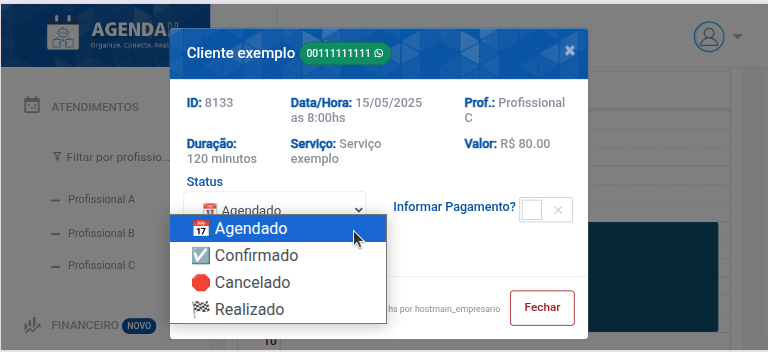 AGENDA
Organize, Conecte, Real
Cliente exemplo 00111111111
×
ATENDIMENTOS
Filtar por profissio...
Profissional A
Profissional B
Profissional C
FINANCEIRO NOVO
ID: 8133
Data/Hora: 15/05/2025
as 8:00hs
Prof.: Profissional
C
Duração:
120 minutos
Serviço: Serviço
exemplo
Valor: R$ 80.00
Status
Agendado
Informar Pagamento?
×
Agendado
Confirmado
Cancelado
Realizado
hs por hostmain_empresario
Fechar
10